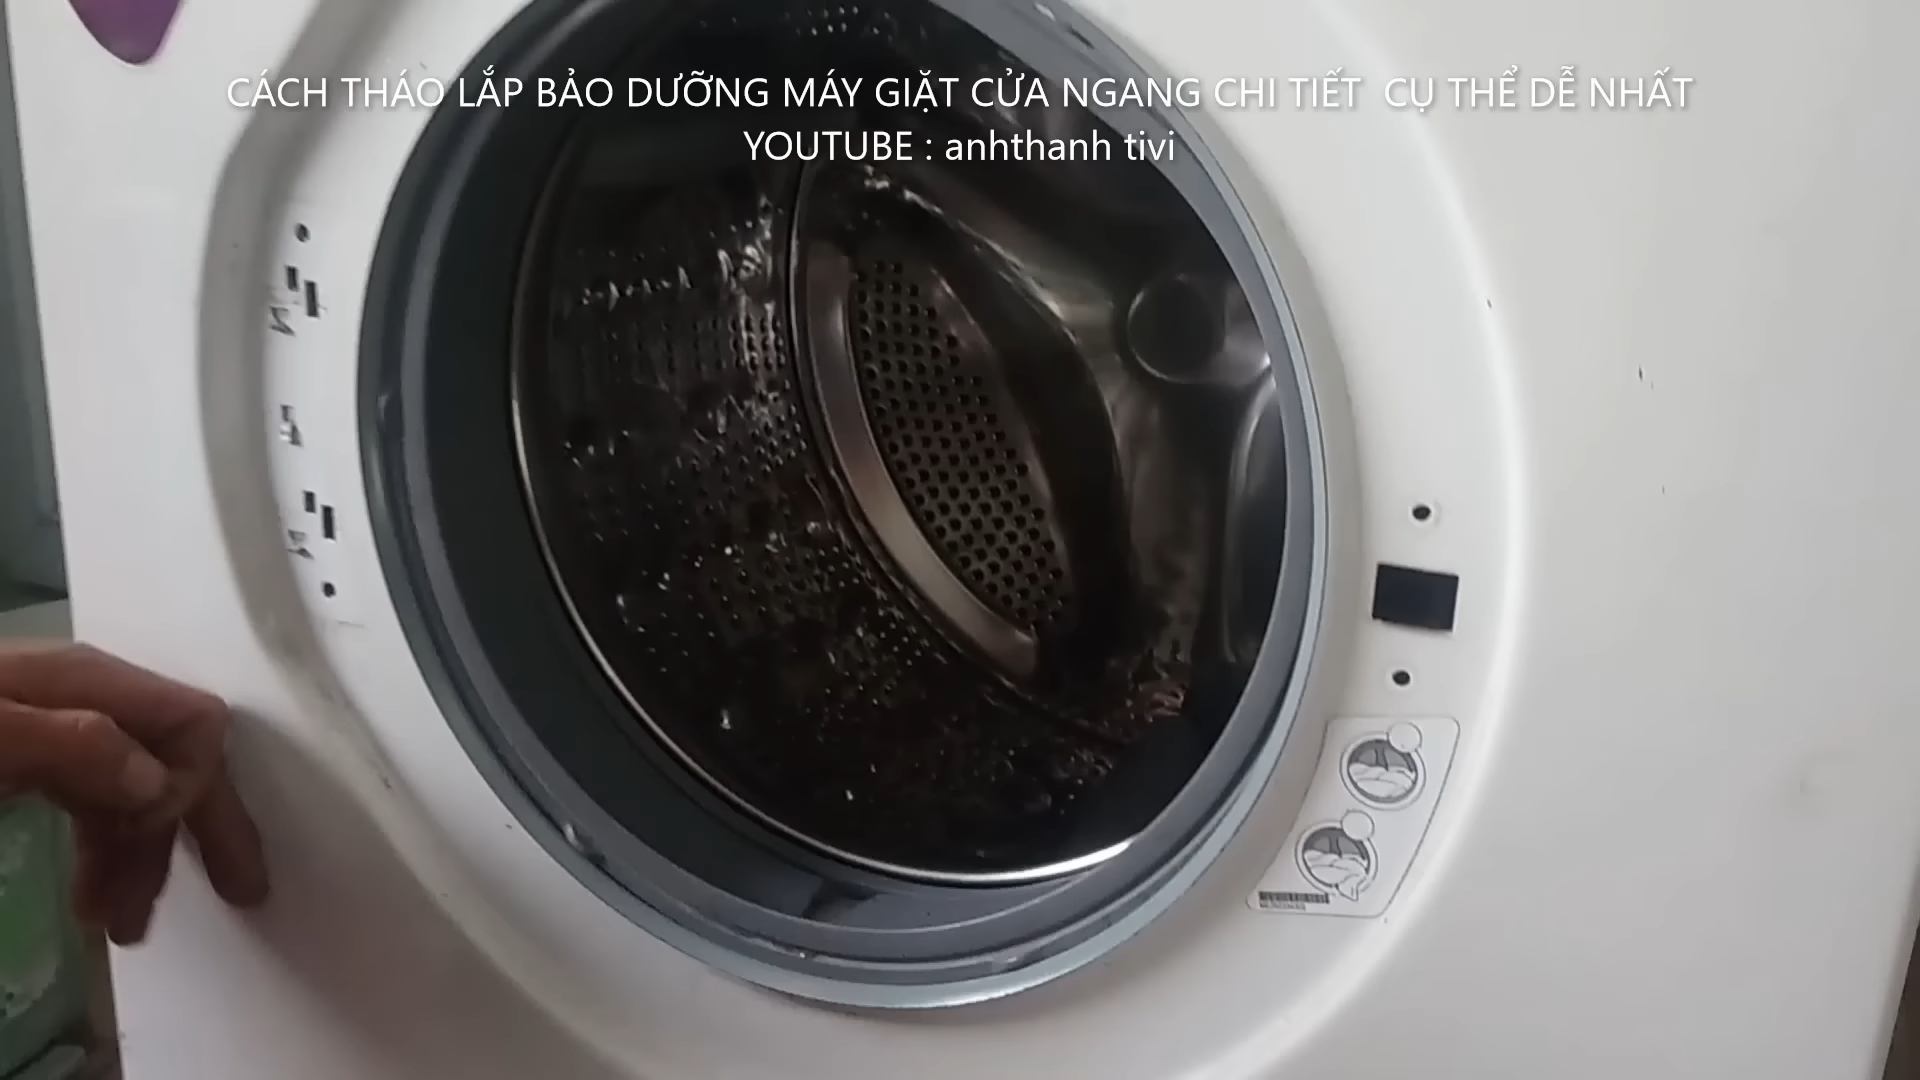 CÁCH THÁO LẮP BẢO DƯỠNG MÁY GIẶT CỬA NGANG CHI TIẾT CỤ THỂ DỄ NHẤT
YOUTUBE : anhthanh tivi